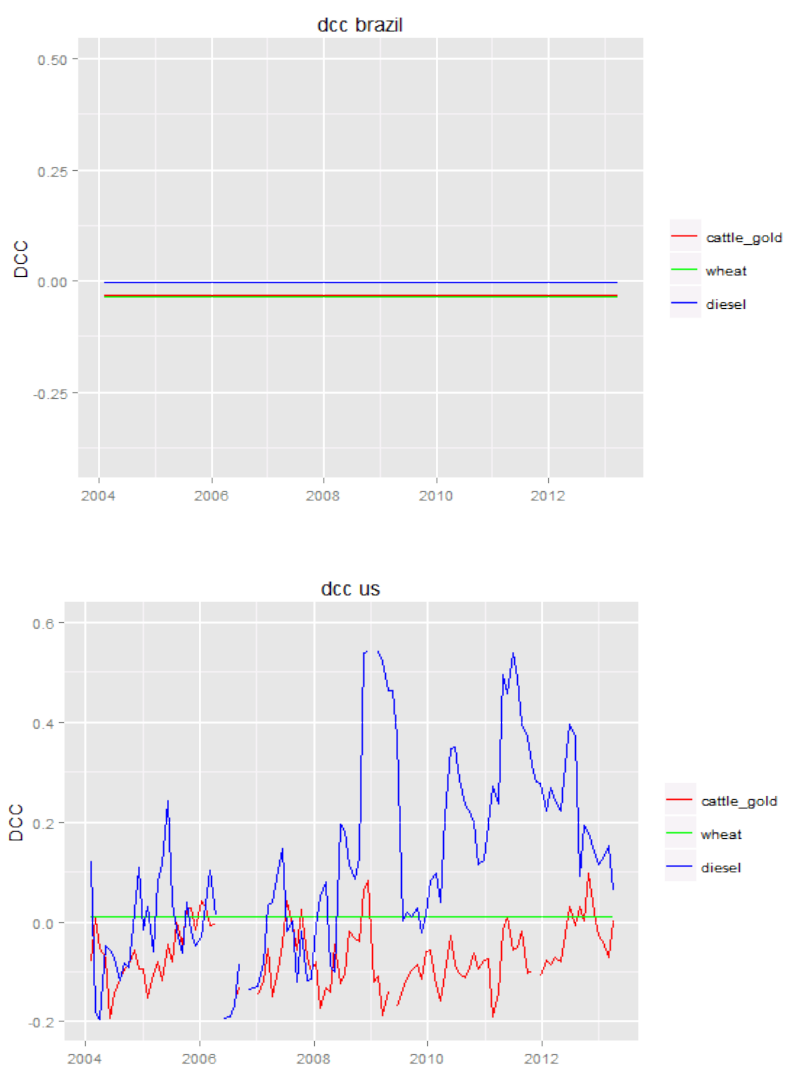 dcc brazil
0.50
0.25
0.00
-0.25
DCC
2004 2006 2008 2010 2012
cattle_gold
wheat
diesel
dcc us
0.6
0.4
0.2
0.0
-0.2
DCC
2004 2006 2008 2010 2012
cattle_gold
wheat
diesel